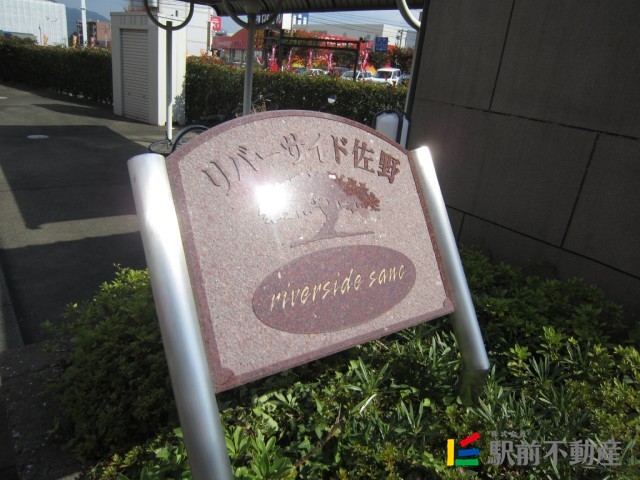 リバーサイド佐野
riverside sano
駅前不動産